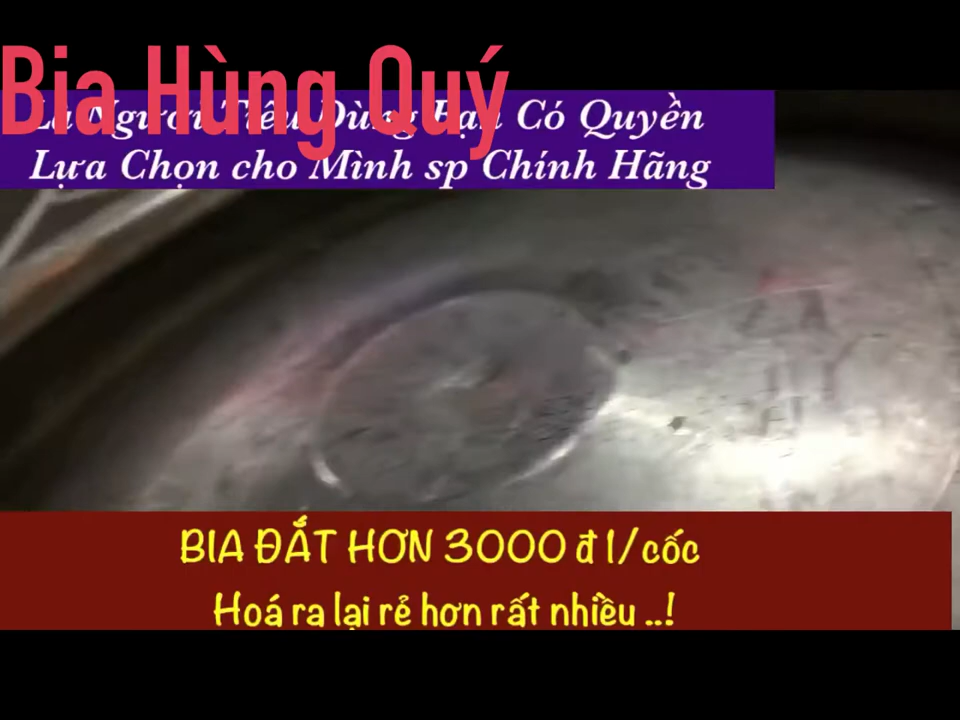 Bia Hùng Quý
Là Người Tiêu Dùng Bạn Có Quyền
Lựa Chọn cho Mình sp Chính Hãng
BIA ĐẮT HƠN 3000 đ 1/cốc
Hoá ra lại rẻ hơn rất nhiều ..!